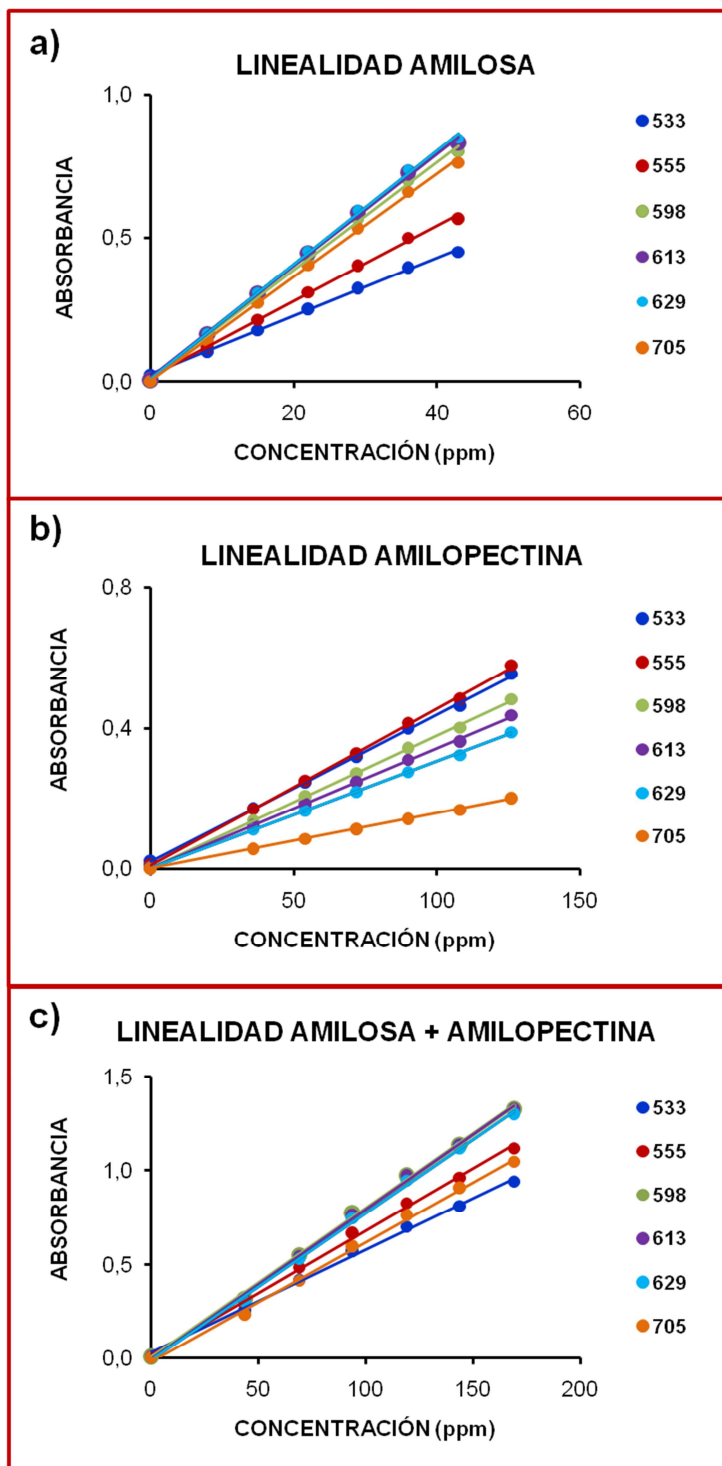 a)
LINEALIDAD AMILOSA
1,0
0,5
0,0
ABSORBANCIA
0 20 40 60
CONCENTRACIÓN (ppm)
533
555
598
613
629
705
b)
LINEALIDAD AMILOPECTINA
0,8
0,4
0,0
ABSORBANCIA
0 50 100 150
CONCENTRACIÓN (ppm)
533
555
598
613
629
705
c)
LINEALIDAD AMILOSA + AMILOPECTINA
1,5
1,0
0,5
0,0
ABSORBANCIA
0 50 100 150 200
CONCENTRACIÓN (ppm)
533
555
598
613
629
705